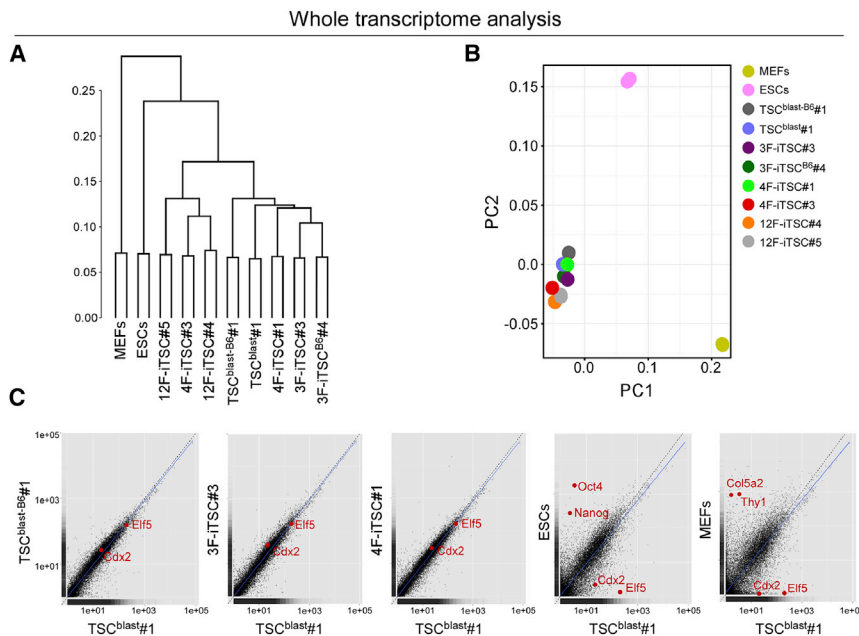 Whole transcriptome analysis
A
0.25
0.20
0.15
0.10
0.05
0.00
MEFs
ESCs
12F-iTSC#5
4F-iTSC#3
12F-iTSC#4
TSCblast-B6#1
TSCblast#1
4F-iTSC#1
3F-iTSC#3
3F-iTSCB6#4
B
PC2
0.15
0.10
0.05
0.0
-0.05
0.0
0.1
0.2
PC1
MEFs
ESCs
TSCblast-B6#1
TSCblast#1
3F-iTSC#3
3F-iTSCB6#4
4F-iTSC#1
4F-iTSC#3
12F-iTSC#4
12F-iTSC#5
C
TSCblast-B6#1
1e+05
1e+03
1e+01
Elf5
Cdx2
1e+01 1e+03 1e+05
TSCblast#1
3F-iTSC#3
Elf5
Cdx2
1e+01 1e+03 1e+05
TSCblast#1
4F-iTSC#1
Elf5
Cdx2
1e+01 1e+03 1e+05
TSCblast#1
ESCs
Oct4
Nanog
Cdx2
Elf5
1e+01 1e+03 1e+05
TSCblast#1
MEFs
Col5a2
Thy1
Cdx2
Elf5
1e+01 1e+03 1e+05
TSCblast#1